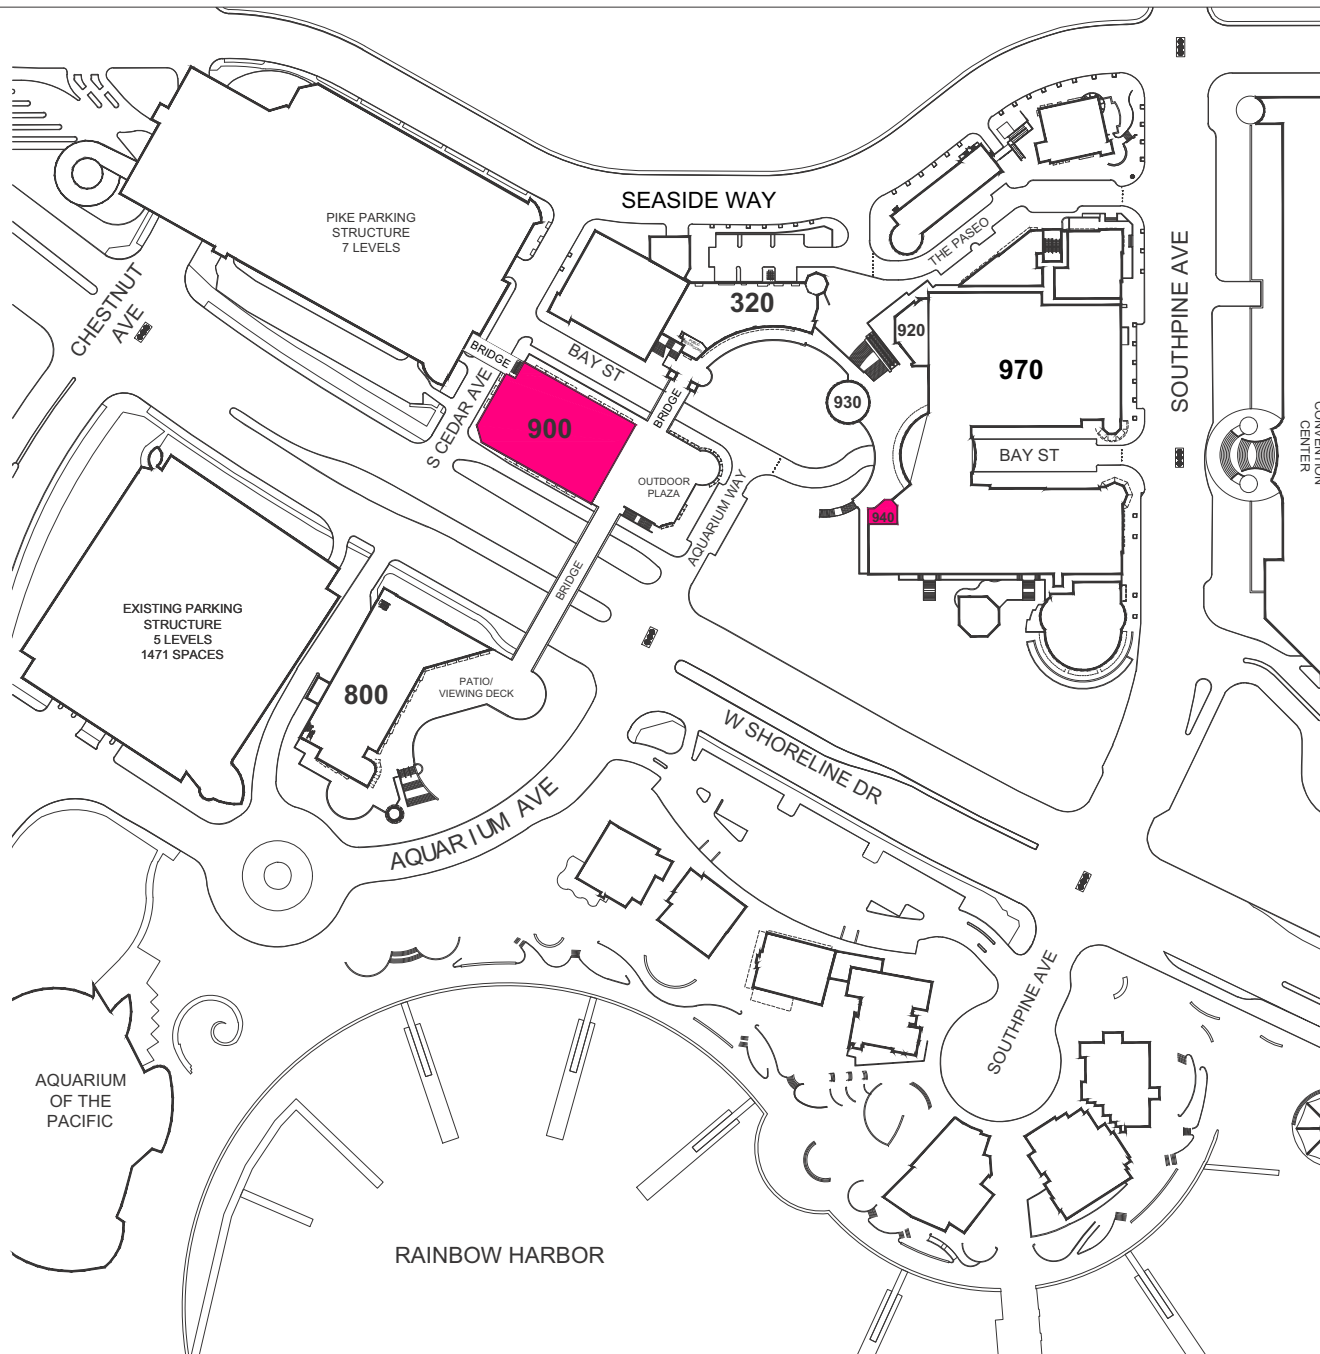 SEASIDE WAY
PIKE PARKING
STRUCTURE
7 LEVELS
THE PASEO
SOUTHPINE AVE
CHESTNUT
AVE
320
920
970
BRIDGE
BAY ST
S CEDAR AVE
900
BRIDGE
930
CONVENTION
CENTER
BAY ST
OUTDOOR
PLAZA
AQUARIUM WAY
940
BRIDGE
EXISTING PARKING
STRUCTURE
5 LEVELS
1471 SPACES
800
PATIO/
VIEWING DECK
W SHORELINE DR
AQUARIUM AVE
SOUTHPINE AVE
AQUARIUM
OF THE
PACIFIC
RAINBOW HARBOR